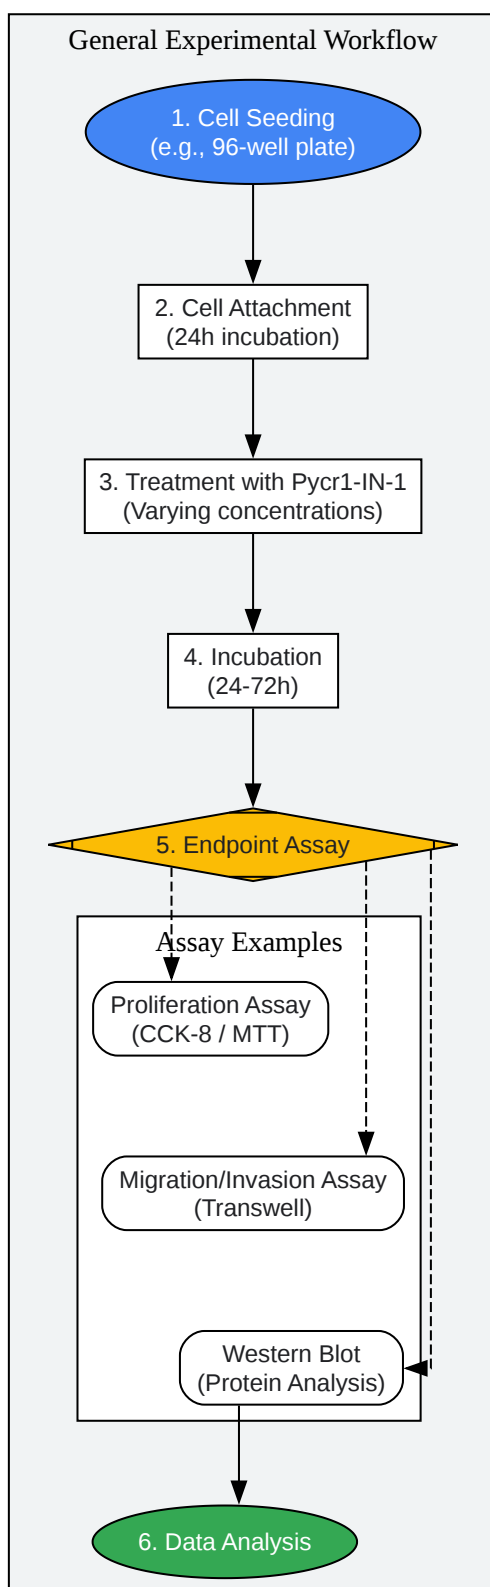 General Experimental Workflow
1. Cell Seeding
(e.g., 96-well plate)
2. Cell Attachment
(24h incubation)
3. Treatment with Pycr1-IN-1
(Varying concentrations)
4. Incubation
(24-72h)
5. Endpoint Assay
Assay Examples
Proliferation Assay
(CCK-8 / MTT)
Migration/Invasion Assay
(Transwell)
Western Blot
(Protein Analysis)
6. Data Analysis